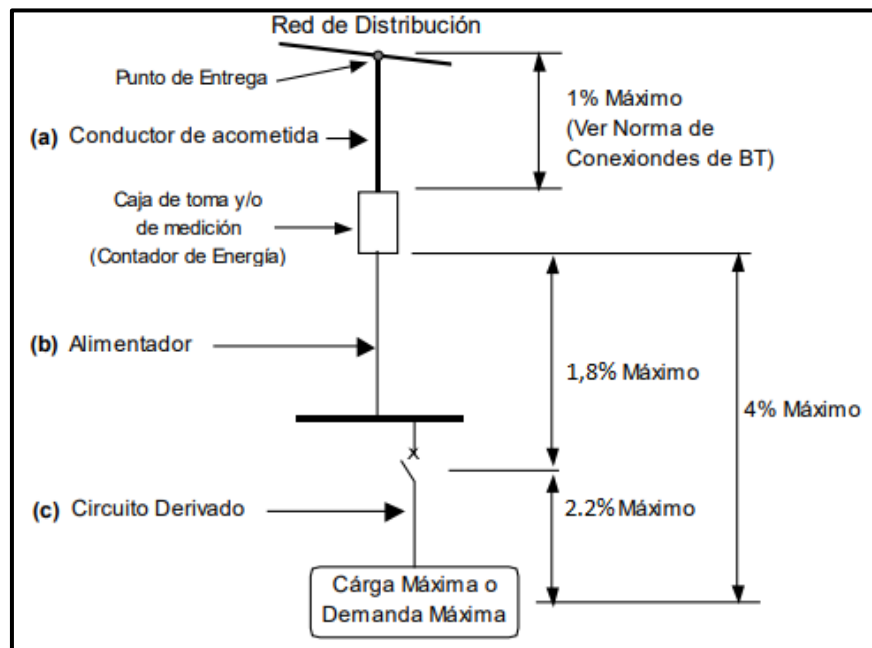 Red de Distribución
Punto de Entrega
1% Máximo
(Ver Norma de
Conexiondes de BT)
(a) Conductor de acometida
Caja de toma y/o
de medición
(Contador de Energía)
(b) Alimentador
1,8% Máximo
4% Máximo
x
(c) Circuito Derivado
2.2% Máximo
Cárga Máxima o
Demanda Máxima